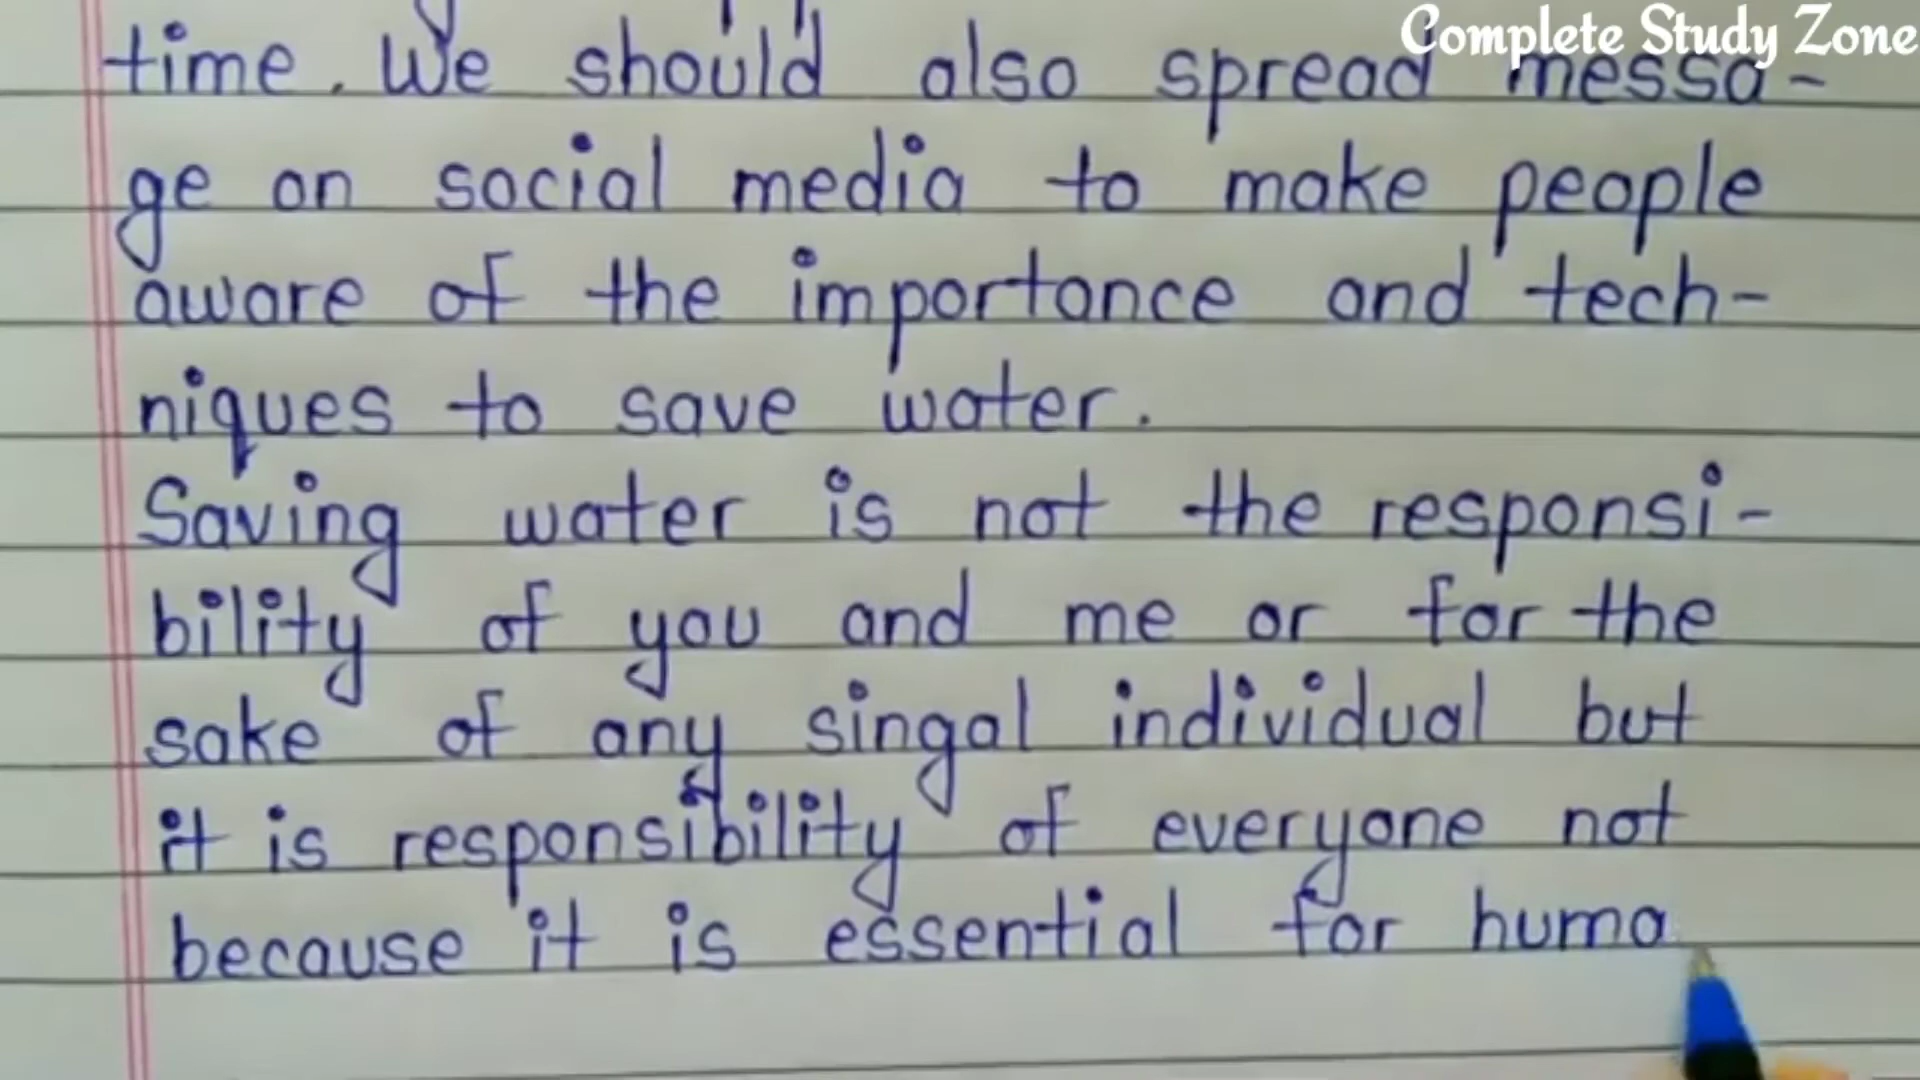 Complete Study Zone
time. We should also spread messa-
ge on social media to make people
aware of the importance and tech-
niques to save water.
Saving water is not the responsi-
bility of you and me or for the
sake of any singal individual but
it is responsibility of everyone not
because it is essential for huma